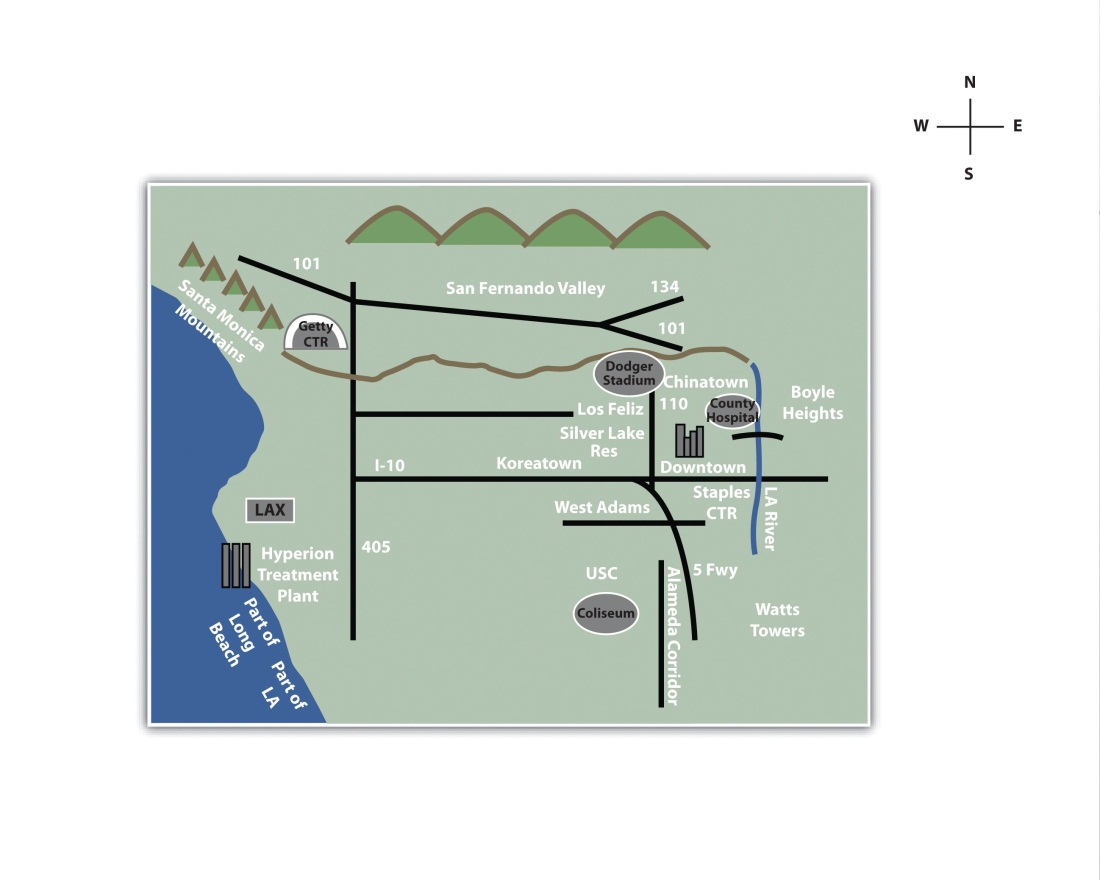 N
W
E
S
101
San Fernando Valley
134
Santa Monica
Mountains
Getty
CTR
101
Dodger
Stadium
Chinatown
110
County
Hospital
Boyle
Heights
Los Feliz
Silver Lake
Res
I-10
Koreatown
Downtown
LAX
West Adams
Staples
CTR
LA River
405
Hyperion
Treatment
Plant
USC
5 Fwy
Coliseum
Alameda Corridor
Watts
Towers
Part of
Long
Beach
Part of
LA